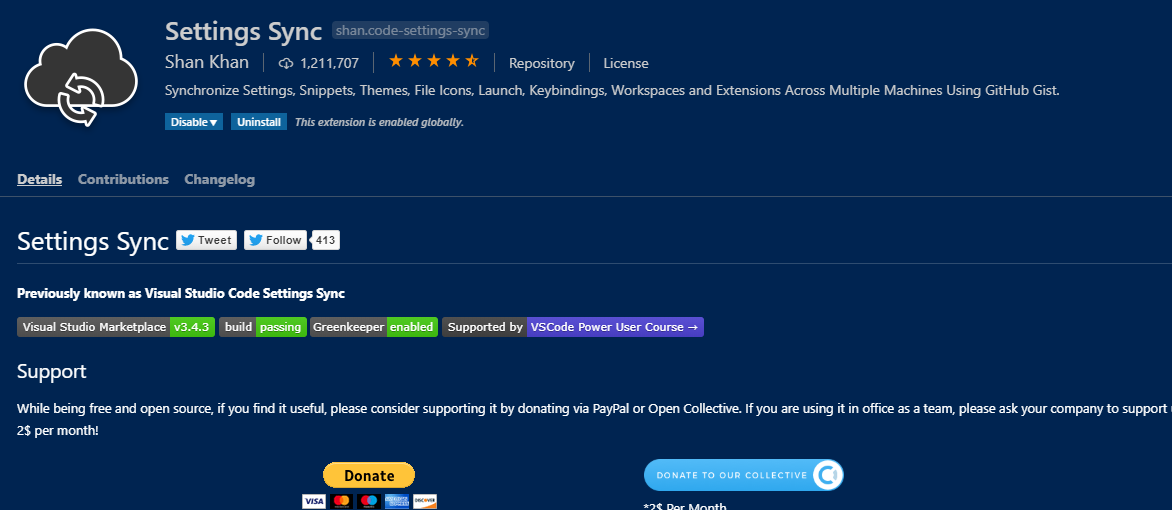 Settings Sync shan.code-settings-sync
Shan Khan 1,211,707 Repository License
Synchronize Settings, Snippets, Themes, File Icons, Launch, Keybindings, Workspaces and Extensions Across Multiple Machines Using GitHub Gist.
Disable Uninstall This extension is enabled globally.
Details Contributions Changelog
Settings Sync Tweet Follow 413
Previously known as Visual Studio Code Settings Sync
Visual Studio Marketplace v3.4.3 build passing Greenkeeper enabled Supported by VSCode Power User Course →
Support
While being free and open source, if you find it useful, please consider supporting it by donating via PayPal or Open Collective. If you are using it in office as a team, please ask your company to support
2$ per month!
Donate DONATE TO OUR COLLECTIVE
VISA DISCOVER
*2$ Per Month